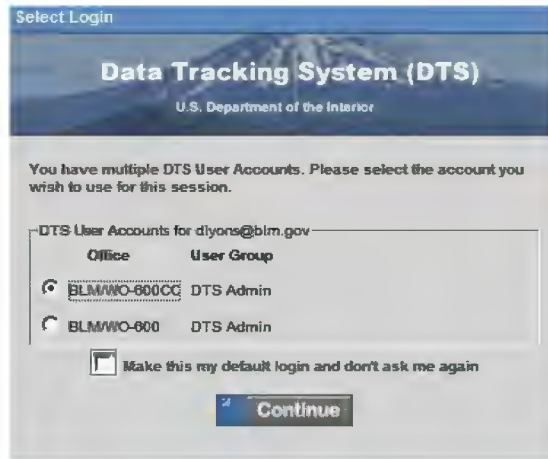 Select Login
Data Tracking System (DTS)
U.S. Department of the Interior
You have multiple DTS User Accounts. Please select the account you
wish to use for this session.
DTS User Accounts for dlyons@blm.gov
Office User Group
BLM/WO-600CC DTS Admin
BLM/WO-600 DTS Admin
Make this my default login and don't ask me again
Continue